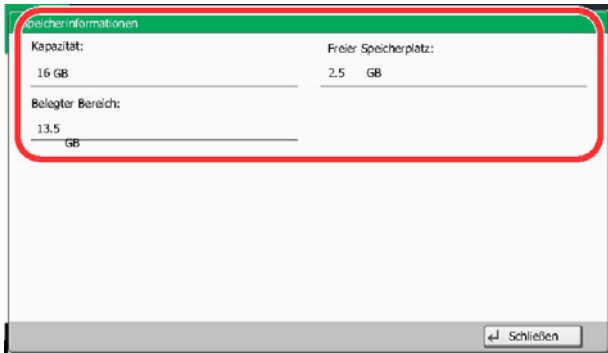 Speicherinformationen
Kapazität:
Freier Speicherplatz:
16 GB
2.5 GB
Belegter Bereich:
13.5
GB
Schließen